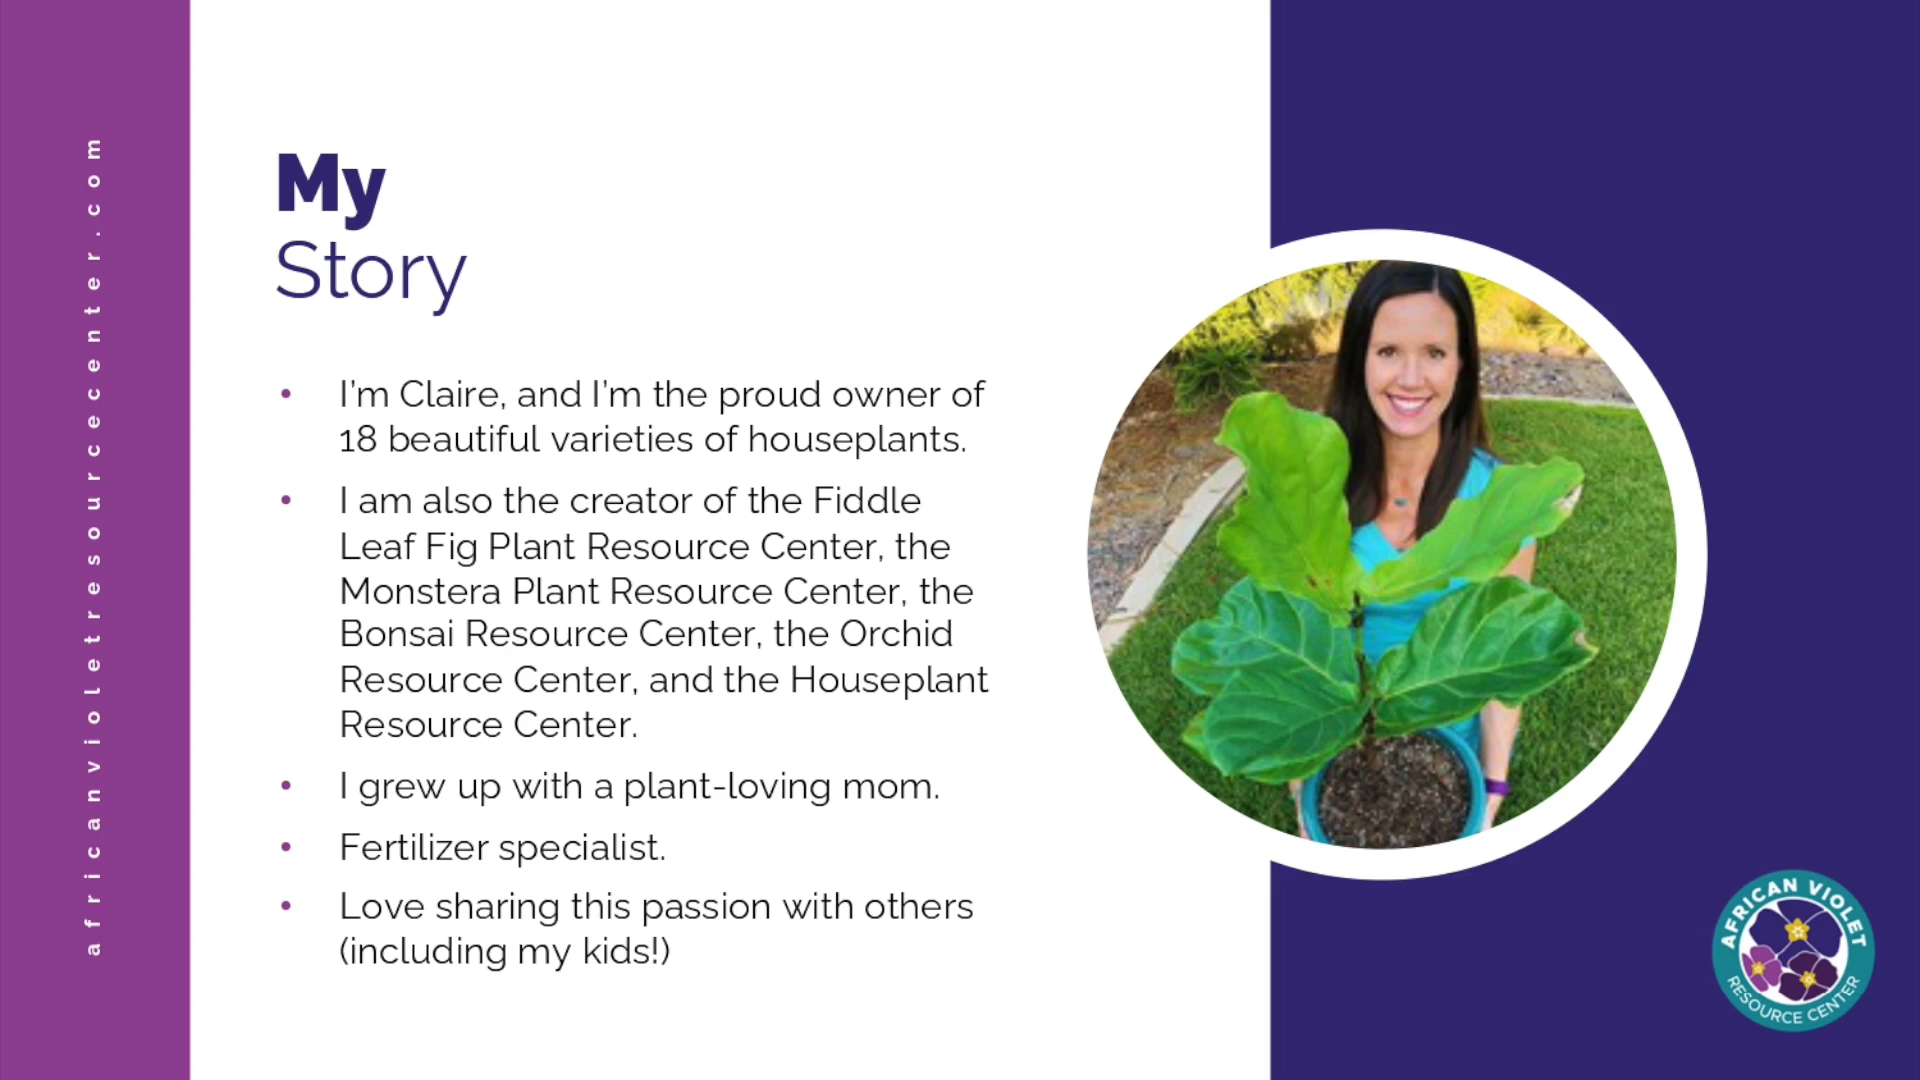 africanvioletresourcecenter.com
My
Story
• I'm Claire, and I'm the proud owner of
18 beautiful varieties of houseplants.
• I am also the creator of the Fiddle
Leaf Fig Plant Resource Center, the
Monstera Plant Resource Center, the
Bonsai Resource Center, the Orchid
Resource Center, and the Houseplant
Resource Center.
• I grew up with a plant-loving mom.
• Fertilizer specialist.
• Love sharing this passion with others
(including my kids!)
AFRICAN VIOLET
RESOURCE CENTER